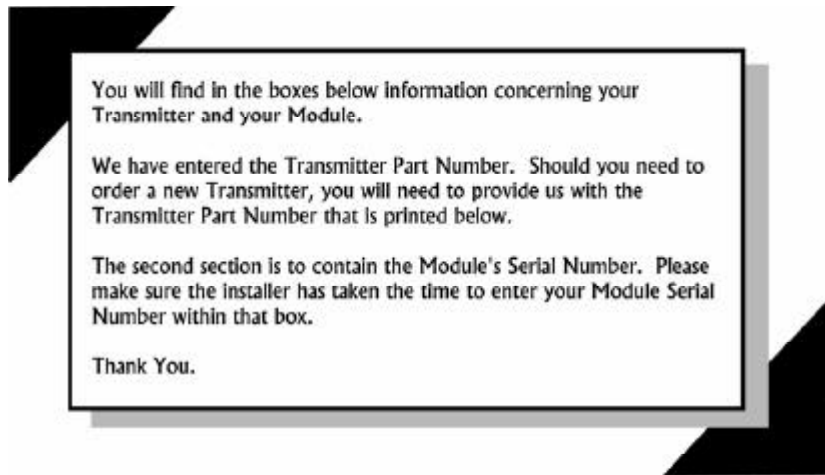 You will find in the boxes below information concerning your
Transmitter and your Module.
We have entered the Transmitter Part Number.  Should you need to
order a new Transmitter, you will need to provide us with the
Transmitter Part Number that is printed below.
The second section is to contain the Module's Serial Number.  Please
make sure the installer has taken the time to enter your Module Serial
Number within that box.
Thank You.